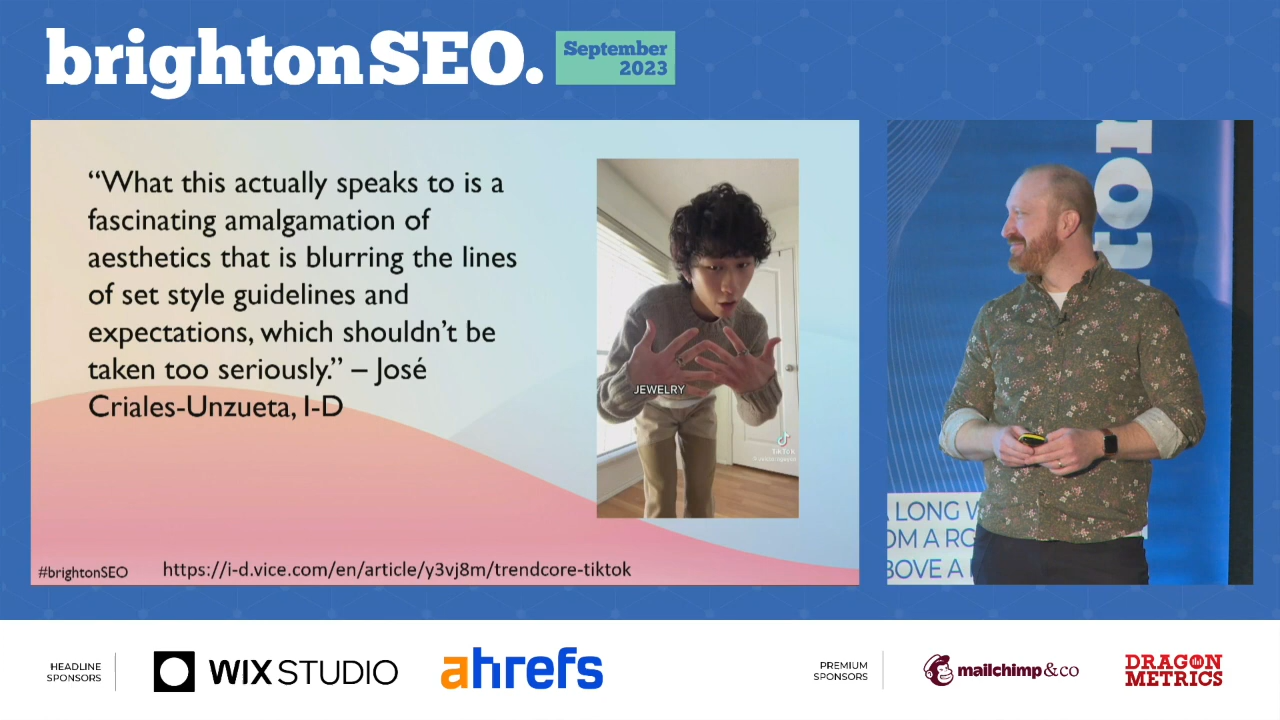 brightonSEO.
September
2023
“What this actually speaks to is a
fascinating amalgamation of
aesthetics that is blurring the lines
of set style guidelines and
expectations, which shouldn’t be
taken too seriously.” – José
Criales-Unzueta, I-D
JEWELRY
TikTok
#brightonSEO
https://i-d.vice.com/en/article/y3vj8m/trendcore-tiktok
LONG
BOVE A
HEADLINE
SPONSORS
WIX STUDIO
ahrefs
PREMIUM
SPONSORS
mailchimp&co
DRAGON
METRICS